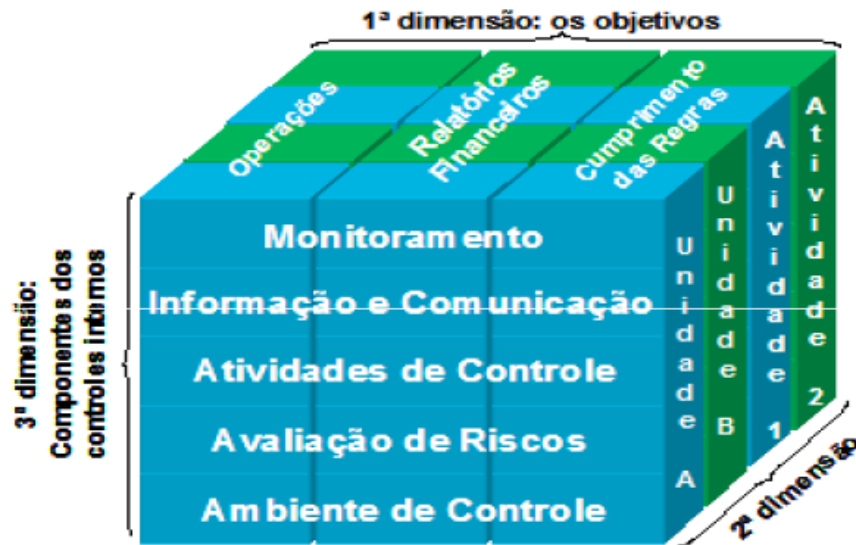 1ª dimensão: os objetivos
Operações
Relatórios
Financeiros
Cumprimento
das Regras
3ª dimensão:
Componentes dos
controles internos
Monitoramento
Informação e Comunicação
Atividades de Controle
Avaliação de Riscos
Ambiente de Controle
Unidade A
Unidade B
Atividade 1
Atividade 2
2ª dimensão